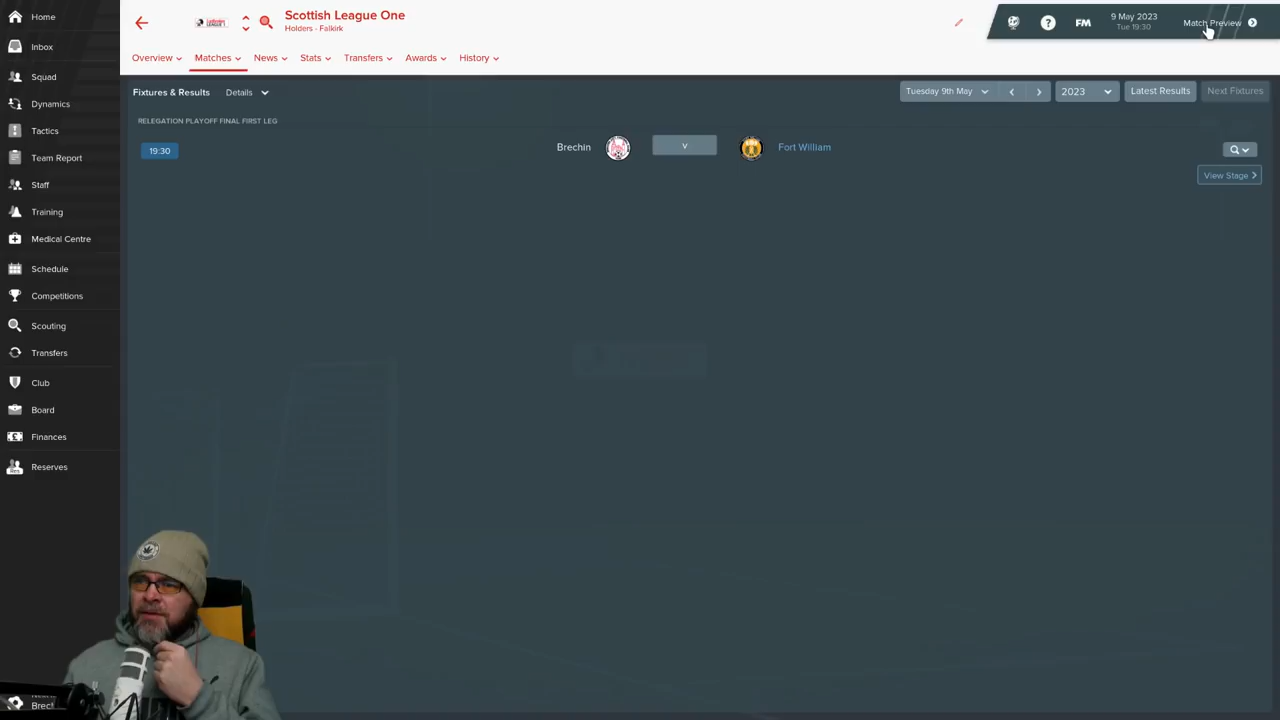 Home
Inbox
Squad
Dynamics
Tactics
Team Report
Staff
Training
Medical Centre
Schedule
Competitions
Scouting
Transfers
Club
Board
Finances
Reserves
Brech
Scottish League One
Holders - Falkirk
FM
9 May 2023
Tue 19:30
Match Preview
Overview
Matches
News
Stats
Transfers
Awards
History
Fixtures & Results
Details
Tuesday 9th May
2023
Latest Results
Next Fixtures
RELEGATION PLAYOFF FINAL FIRST LEG
19:30
Brechin
v
Fort William
View Stage